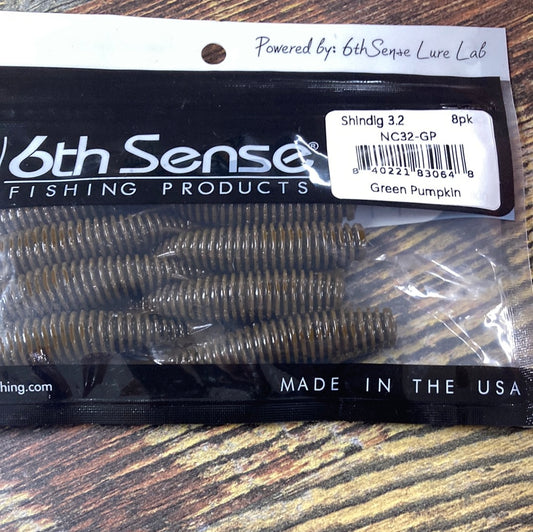 Powered by: 6thSense Lure Lab
Shindig 3.2 8pk
NC32-GP
8 40221 83064 8
Green Pumpkin
6th Sense®
FISHING PRODUCTS
hing.com
MADE IN THE USA